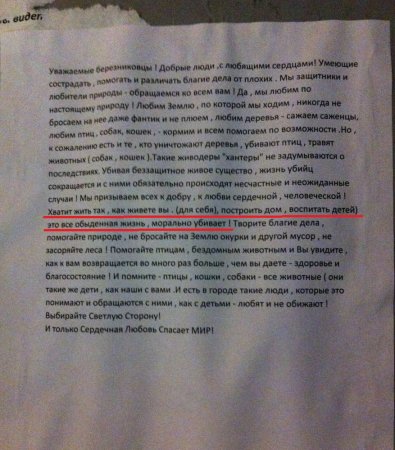 го, видег,
Уважаемые березниковцы ! Добрые люди ,с любящими сердцами! Умеющие
сострадать , помогать и различать благие дела от плохих . Мы защитники и
любители природы - обращаемся ко всем вам ! Да , мы любим по
настоящему природу ! Любим Землю , по которой мы ходим , никогда не
бросаем на нее даже фантик и не плюем , любим деревья - сажаем саженцы,
любим птиц . собак, кошек , - кормим и всем помогаем по возможности .Но ,
к сожалению есть и те , кто уничтожают деревья , убивают птиц , травят
животных ( собак , кошек ).Такие живодеры "хантеры" не задумываются о
последствиях. Убивая беззащитное живое существо , жизнь убийц
сокращается и с ними обязательно происходят несчастные и неожиданные
случаи ! Мы призываем всех к добру , к любви сердечной , человеческой !
Хватит жить так , как живете вы . (для себя), построить дом , воспитать детей)
это все обыденная жизнь , морально убивает ! Творите благие дела ,
помогайте природе , не бросайте на Землю окурки и другой мусор , не
засоряйте леса ! Помогайте птицам , бездомным животным и Вы увидите ,
как к вам возвращается во много раз больше , чем вы даете - здоровье и
благосостояние ! И помните - птицы , кошки , собаки - все животные ( они
такие же дети , как наши с вами .И есть в городе такие люди , которые это
понимают и обращаются с ними , как с детьми - любят и не обижают !
Выбирайте Светлую Сторону!
И только Сердечная Любовь Спасает МИР!